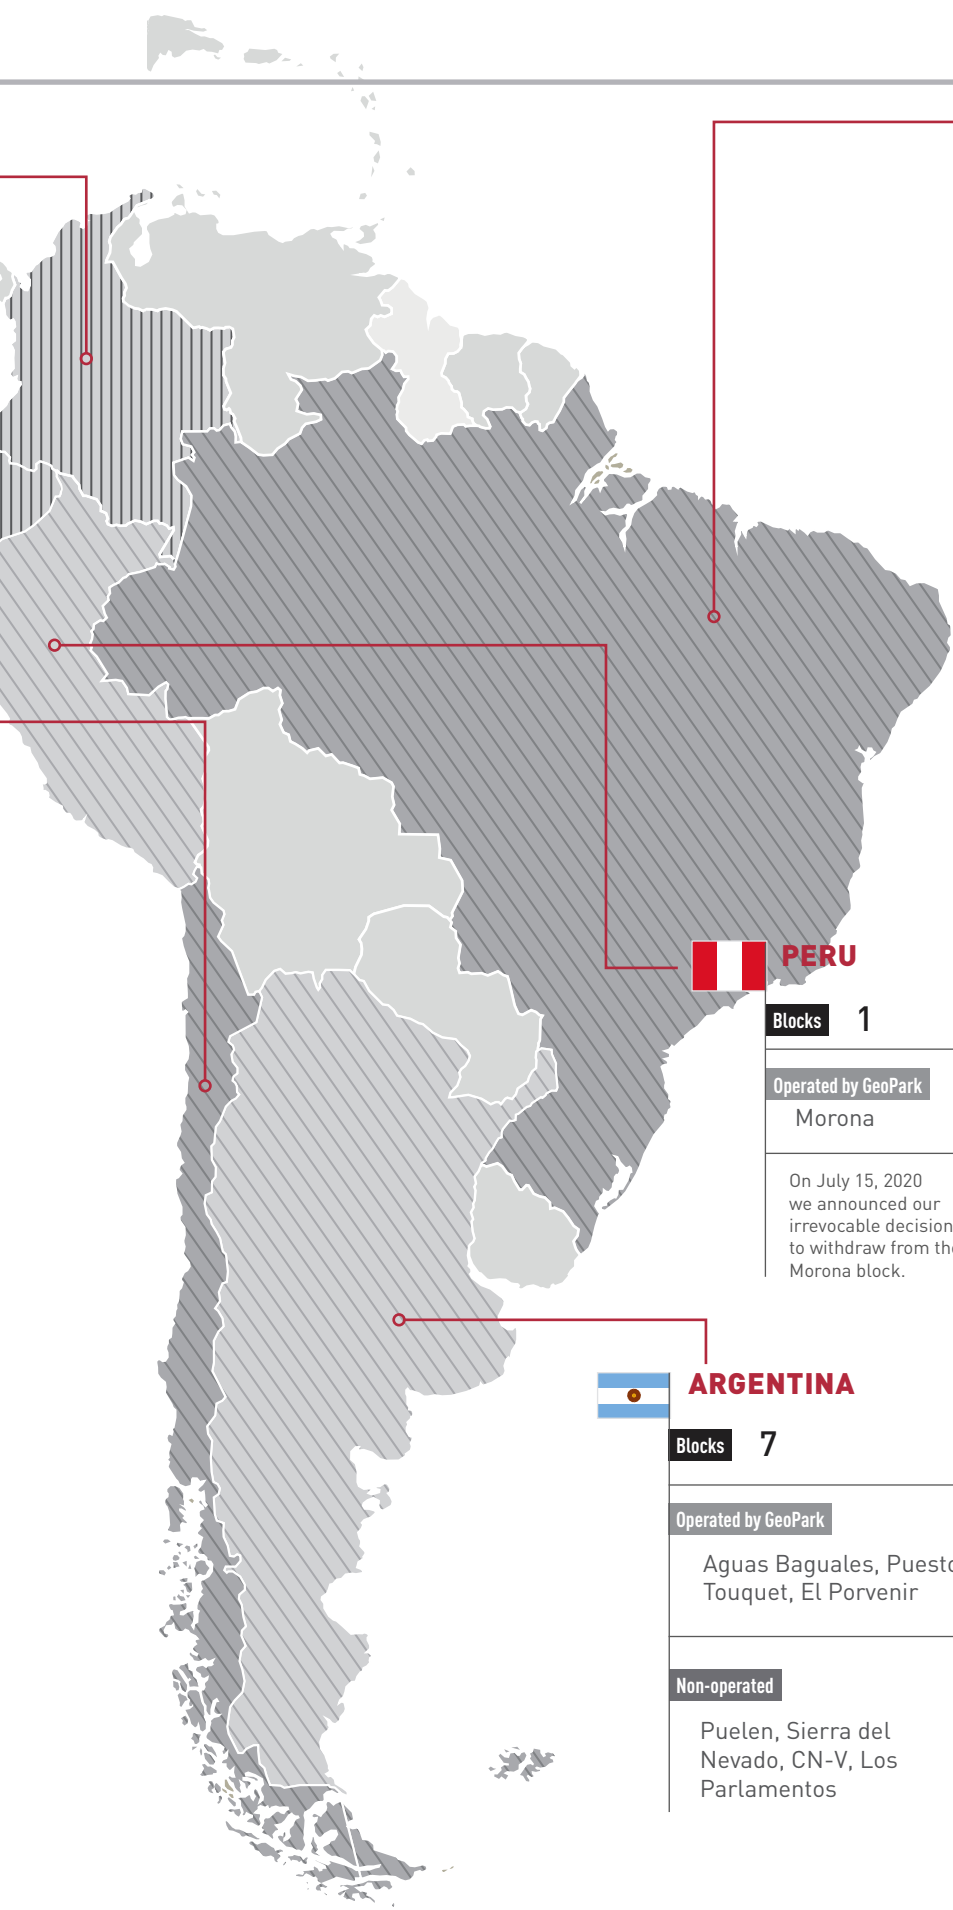 PERU
Blocks 1
Operated by GeoPark
Morona
On July 15, 2020
we announced our
irrevocable decision
to withdraw from the
Morona block.
ARGENTINA
Blocks 7
Operated by GeoPark
Aguas Baguales, Puesto
Touquet, El Porvenir
Non-operated
Puelen, Sierra del
Nevado, CN-V, Los
Parlamentos